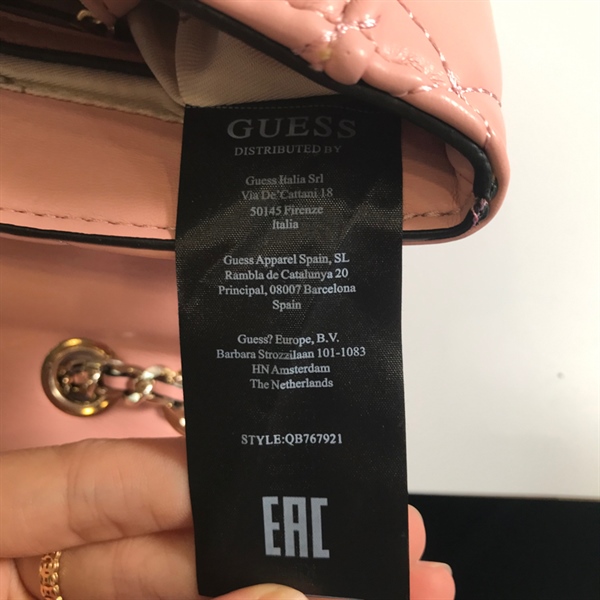 GUESS
DISTRIBUTED BY
Guess Italia Srl
Via De' Cattani 18
50145 Firenze
Italia
Guess Apparel Spain, SL
Rambla de Catalunya 20
Principal, 08007 Barcelona
Spain
Guess? Europe, B.V.
Barbara Strozzilaan 101-1083
HN Amsterdam
The Netherlands
STYLE:QB767921
EAC